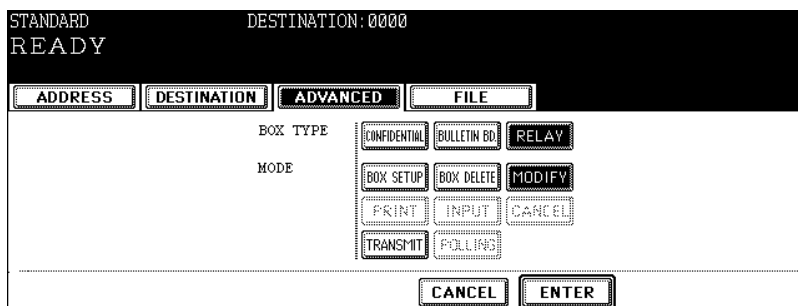 STANDARD DESTINATION:0000
READY
ADDRESS DESTINATION ADVANCED FILE
BOX TYPE CONFIDENTIAL BULLETIN BD. RELAY
MODE BOX SETUP BOX DELETE MODIFY
PRINT INPUT CANCEL
TRANSMIT POLLING
CANCEL ENTER